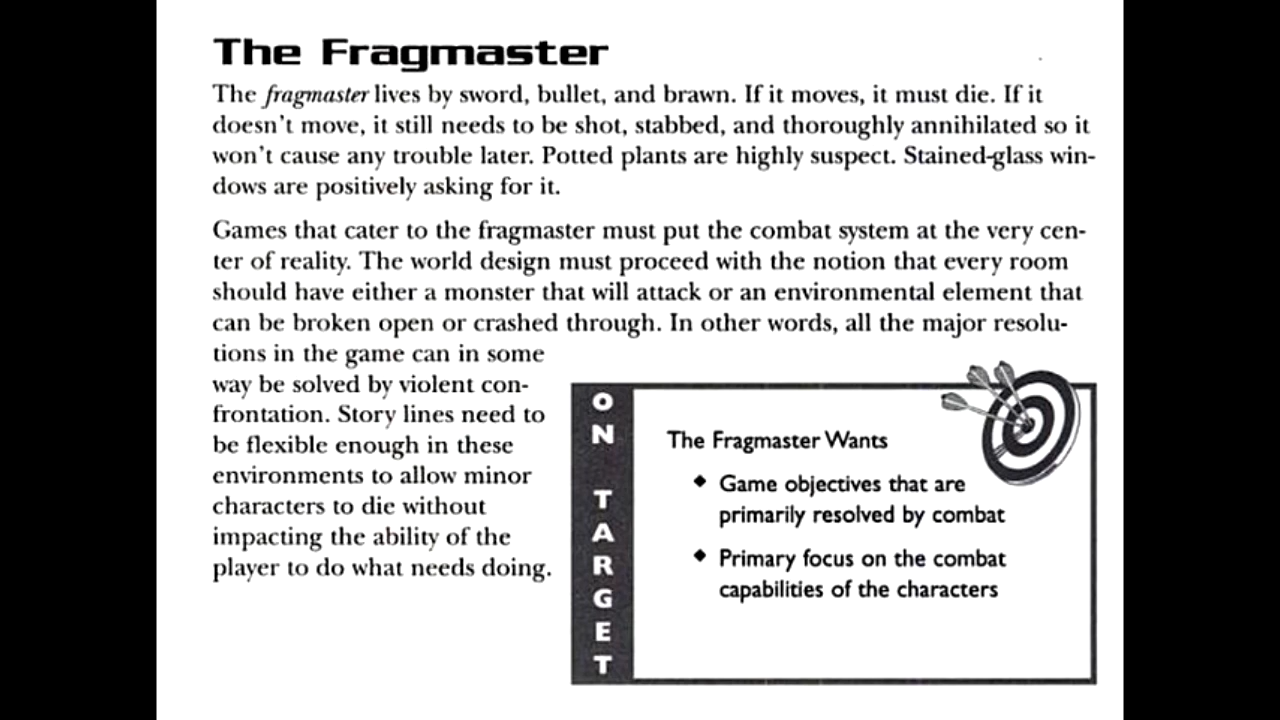 The Fragmaster
The fragmaster lives by sword, bullet, and brawn. If it moves, it must die. If it
doesn't move, it still needs to be shot, stabbed, and thoroughly annihilated so it
won't cause any trouble later. Potted plants are highly suspect. Stained-glass win-
dows are positively asking for it.
Games that cater to the fragmaster must put the combat system at the very cen-
ter of reality. The world design must proceed with the notion that every room
should have either a monster that will attack or an environmental element that
can be broken open or crashed through. In other words, all the major resolu-
tions in the game can in some
way be solved by violent con-
frontation. Story lines need to
be flexible enough in these
environments to allow minor
characters to die without
impacting the ability of the
player to do what needs doing.
ON TARGET
The Fragmaster Wants
◆ Game objectives that are
primarily resolved by combat
◆ Primary focus on the combat
capabilities of the characters